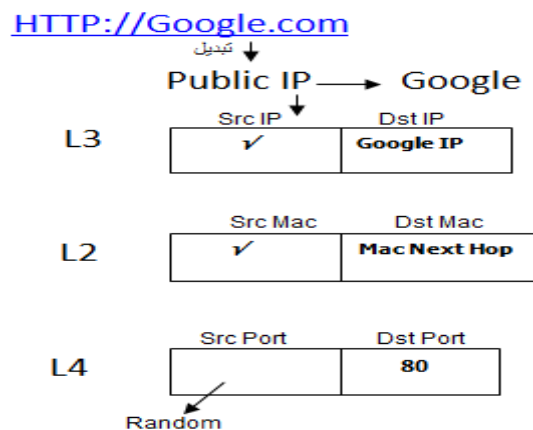 HTTP://Google.com
تبدیل
Public IP Google
Src IP Dst IP
L3 ✓ Google IP
Src Mac Dst Mac
L2 ✓ Mac Next Hop
Src Port Dst Port
L4 80
Random